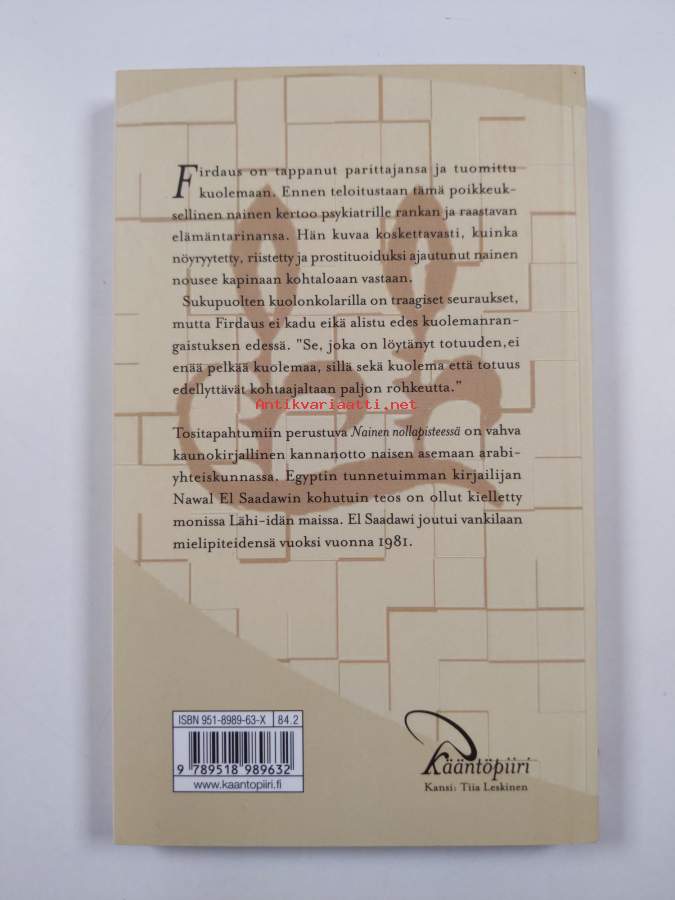 Firdaus on tappanut parittajansa ja tuomittu
kuolemaan. Ennen teloitustaan tämä poikkeuk-
sellinen nainen kertoo psykiatrille rankan ja raastavan
elämäntarinansa. Hän kuvaa koskettavasti, kuinka
nöyryytetty, riistetty ja prostituoiduksi ajautunut nainen
nousee kapinaan kohtaloaan vastaan.
Sukupuolten kuolonkolarilla on traagiset seuraukset,
mutta Firdaus ei kadu eikä alistu edes kuolemanran-
gaistuksen edessä. "Se, joka on löytänyt totuuden,ei
enää pelkää kuolemaa, sillä sekä kuolema että totuus
edellyttävät kohtaajaltaan paljon rohkeutta."
Antikvariaatti.net
Tositapahtumiin perustuva Nainen nollapisteessä on vahva
kaunokirjallinen kannanotto naisen asemaan arabi-
yhteiskunnassa. Egyptin tunnetuimman kirjailijan
Nawal El Saadawin kohutuin teos on ollut kielletty
monissa Lähi-idän maissa. El Saadawi joutui vankilaan
mielipiteidensä vuoksi vuonna 1981.
ISBN 951-8989-63-X 84.2
9 789518 989632
www.kaantopiiri.fi
Kääntöpiiri
Kansi: Tiia Leskinen